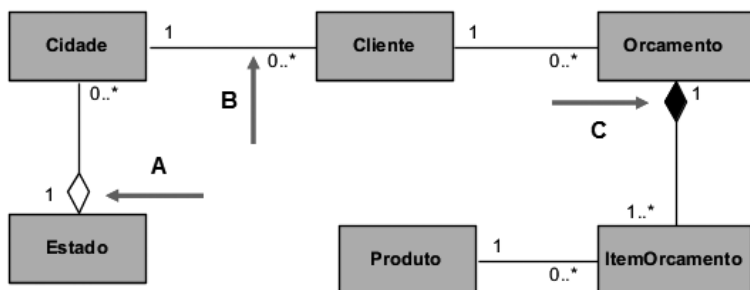 Cidade 1 0..* Cliente 1 0..* Orcamento
0..* B C 1
A
1
Estado 1..*
Produto 1 0..* ItemOrcamento